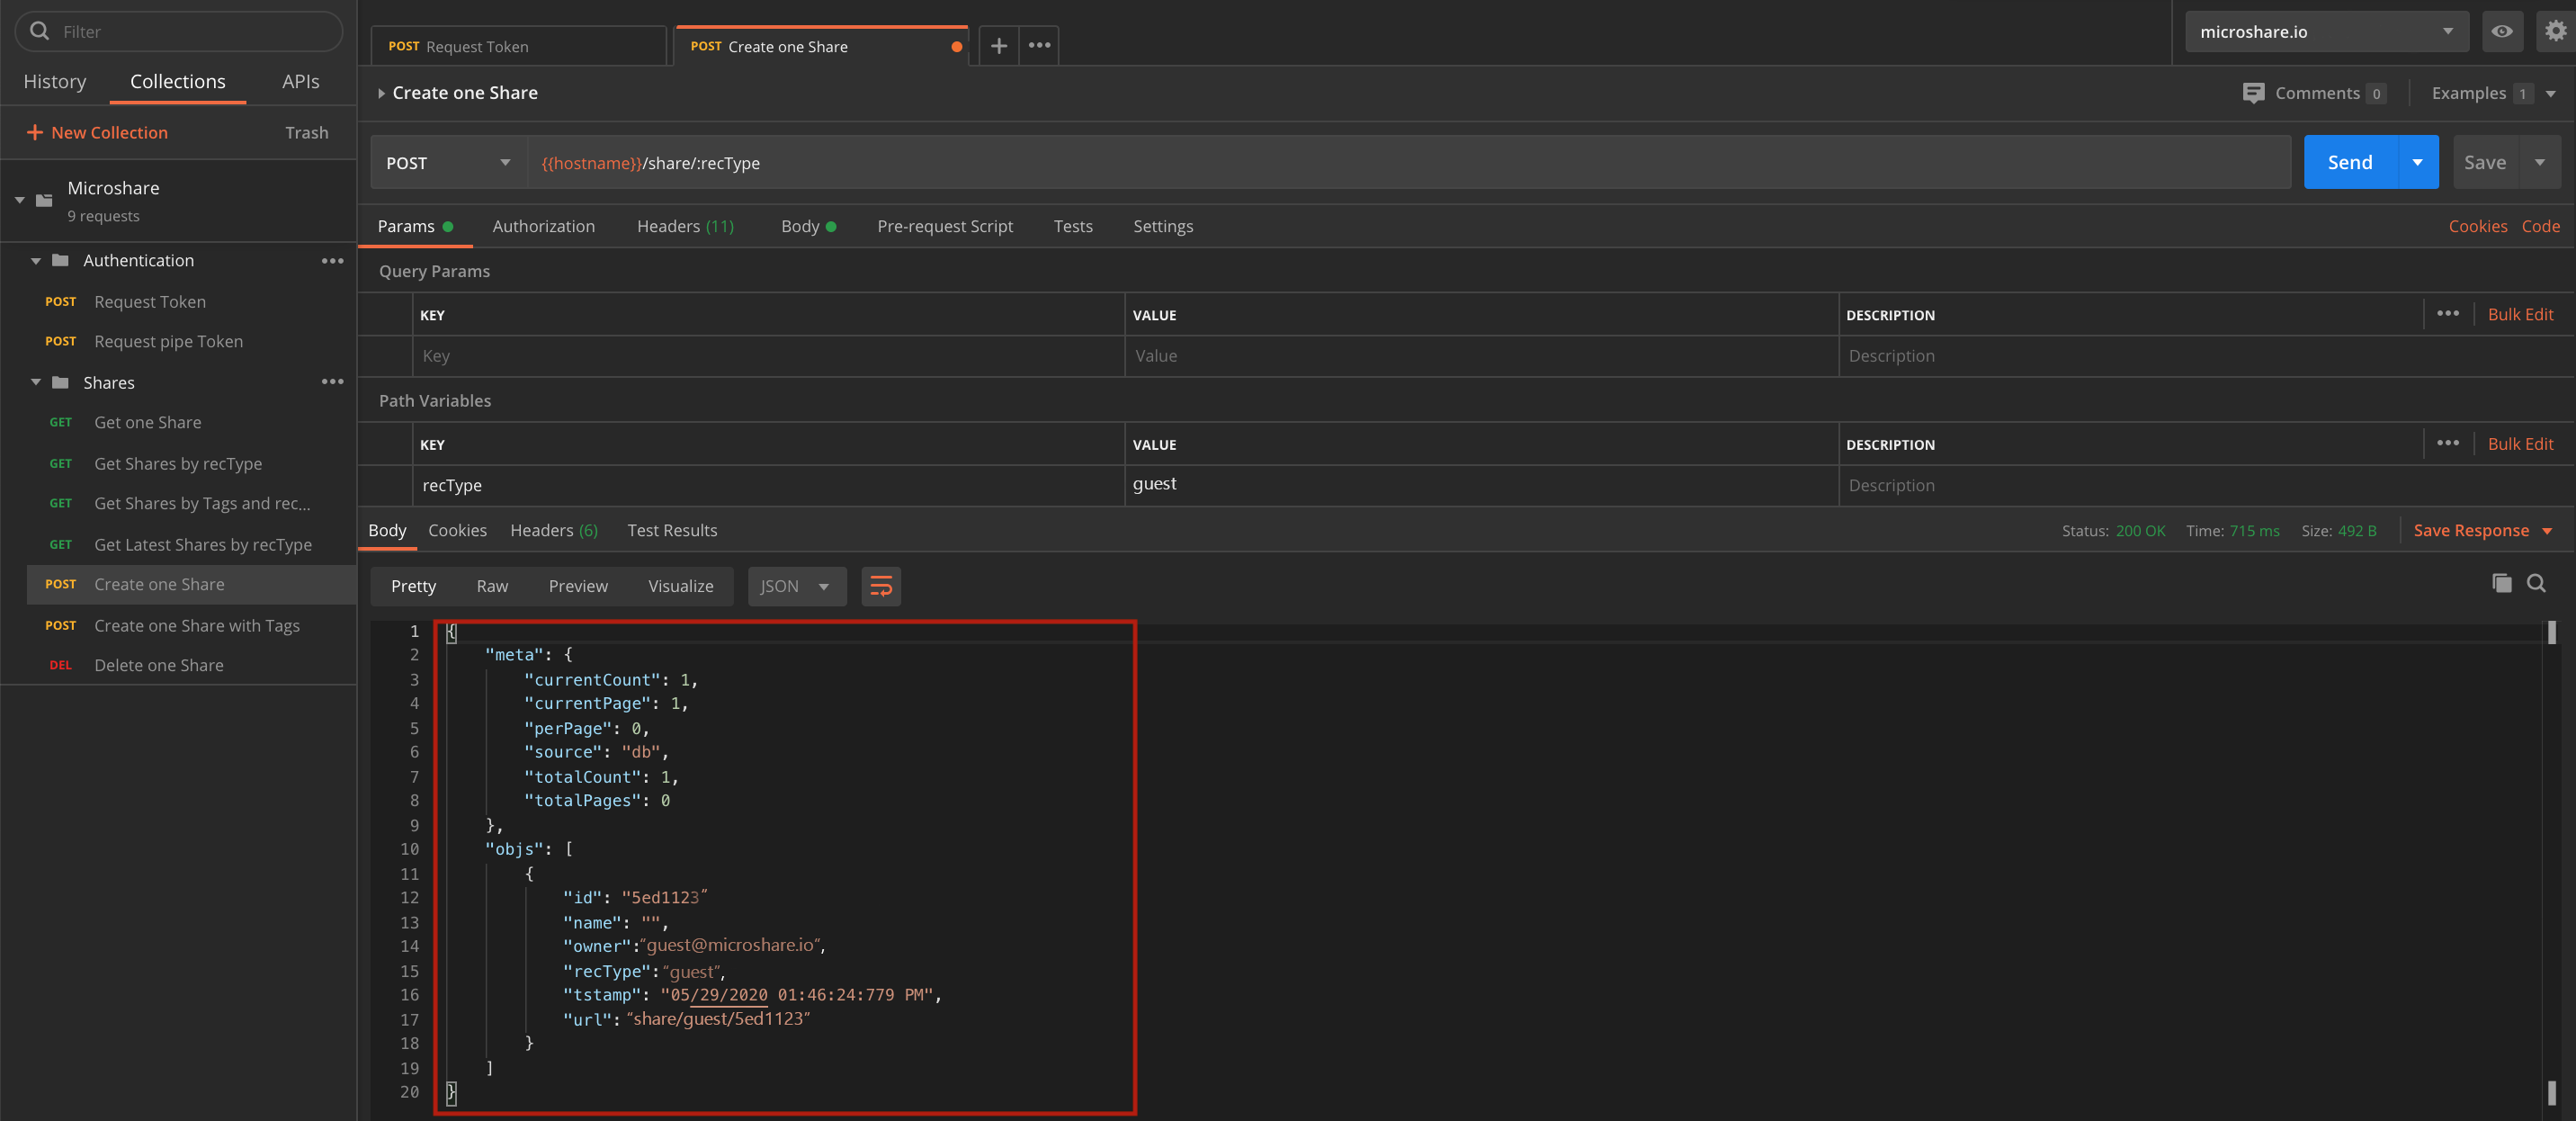 Filter
History Collections APIs
+ New Collection Trash
Microshare
9 requests
Authentication
POST Request Token
POST Request pipe Token
Shares
GET Get one Share
GET Get Shares by recType
GET Get Shares by Tags and rec...
GET Get Latest Shares by recType
POST Create one Share
POST Create one Share with Tags
DEL Delete one Share
POST Request Token POST Create one Share
microshare.io
Create one Share Comments 0 Examples 1
POST {{hostname}}/share/:recType Send Save
Params Authorization Headers (11) Body Pre-request Script Tests Settings Cookies Code
Query Params
KEY VALUE DESCRIPTION Bulk Edit
Key Value Description
Path Variables
KEY VALUE DESCRIPTION Bulk Edit
recType guest Description
Body Cookies Headers (6) Test Results Status: 200 OK Time: 715 ms Size: 492 B Save Response
Pretty Raw Preview Visualize JSON
1 {
2 "meta": {
3 "currentCount": 1,
4 "currentPage": 1,
5 "perPage": 0,
6 "source": "db",
7 "totalCount": 1,
8 "totalPages": 0
9 },
10 "objs": [
11 {
12 "id": "5ed1123”
13 "name": "",
14 "owner":“guest@microshare.io“,
15 "recType":“guest”,
16 "tstamp": "05/29/2020 01:46:24:779 PM",
17 "url": “share/guest/5ed1123”
18 }
19 ]
20 }